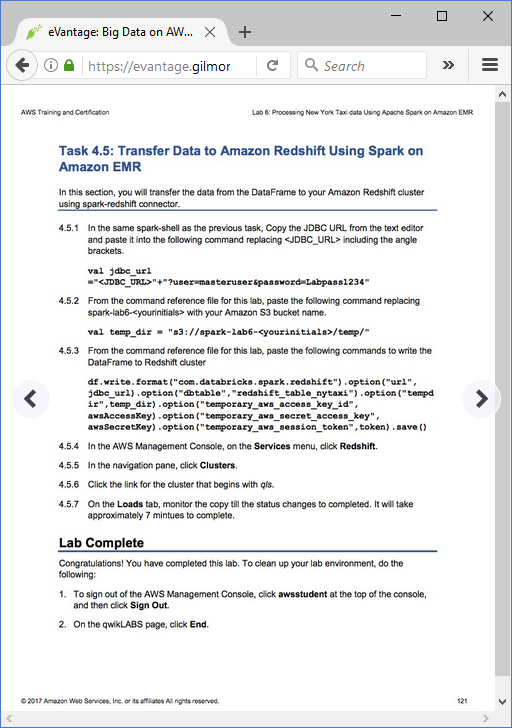 eVantage: Big Data on AW...
https://evantage.gilmor
Search
AWS Training and Certification
Lab 6: Processing New York Taxi data Using Apache Spark on Amazon EMR
Task 4.5: Transfer Data to Amazon Redshift Using Spark on
Amazon EMR
In this section, you will transfer the data from the DataFrame to your Amazon Redshift cluster
using spark-redshift connector.
4.5.1 In the same spark-shell as the previous task, Copy the JDBC URL from the text editor
and paste it into the following command replacing <JDBC_URL> including the angle
brackets.
val jdbc_url
="<JDBC_URL>"+"?user=masteruser&password=Labpass1234"
4.5.2 From the command reference file for this lab, paste the following command replacing
spark-lab6-<yourinitials> with your Amazon S3 bucket name.
val temp_dir = "s3://spark-lab6-<yourinitials>/temp/"
4.5.3 From the command reference file for this lab, paste the following commands to write the
DataFrame to Redshift cluster
df.write.format("com.databricks.spark.redshift").option("url",
jdbc_url).option("dbtable","redshift_table_nytaxi").option("tempd
ir",temp_dir).option("temporary_aws_access_key_id",
awsAccessKey).option("temporary_aws_secret_access_key",
awsSecretKey).option("temporary_aws_session_token",token).save()
4.5.4 In the AWS Management Console, on the Services menu, click Redshift.
4.5.5 In the navigation pane, click Clusters.
4.5.6 Click the link for the cluster that begins with qls.
4.5.7 On the Loads tab, monitor the copy till the status changes to completed. It will take
approximately 7 mintues to complete.
Lab Complete
Congratulations! You have completed this lab. To clean up your lab environment, do the
following:
1. To sign out of the AWS Management Console, click awsstudent at the top of the console,
and then click Sign Out.
2. On the qwikLABS page, click End.
© 2017 Amazon Web Services, Inc. or its affiliates All rights reserved.
121